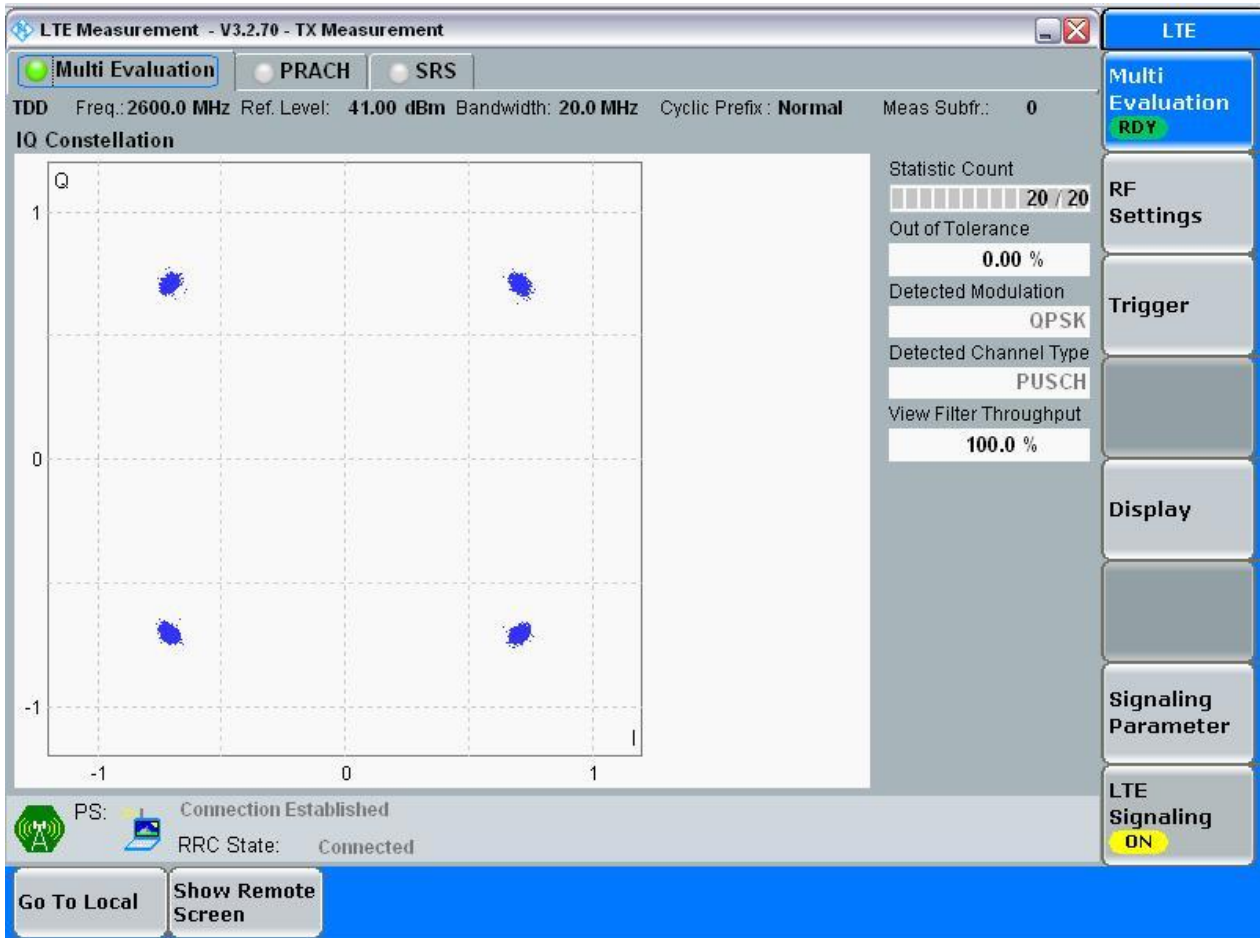 LTE Measurement - V3.2.70 - TX Measurement
LTE
Multi Evaluation PRACH SRS
Multi
Evaluation
RDY
TDD Freq.: 2600.0 MHz Ref. Level: 41.00 dBm Bandwidth: 20.0 MHz Cyclic Prefix : Normal Meas Subfr.: 0
IQ Constellation
Q
1
0
-1
I
-1 0 1
Statistic Count
20 / 20
Out of Tolerance
0.00 %
Detected Modulation
QPSK
Detected Channel Type
PUSCH
View Filter Throughput
100.0 %
RF
Settings
Trigger
Display
Signaling
Parameter
LTE
Signaling
ON
PS: Connection Established
RRC State: Connected
Go To Local
Show Remote
Screen